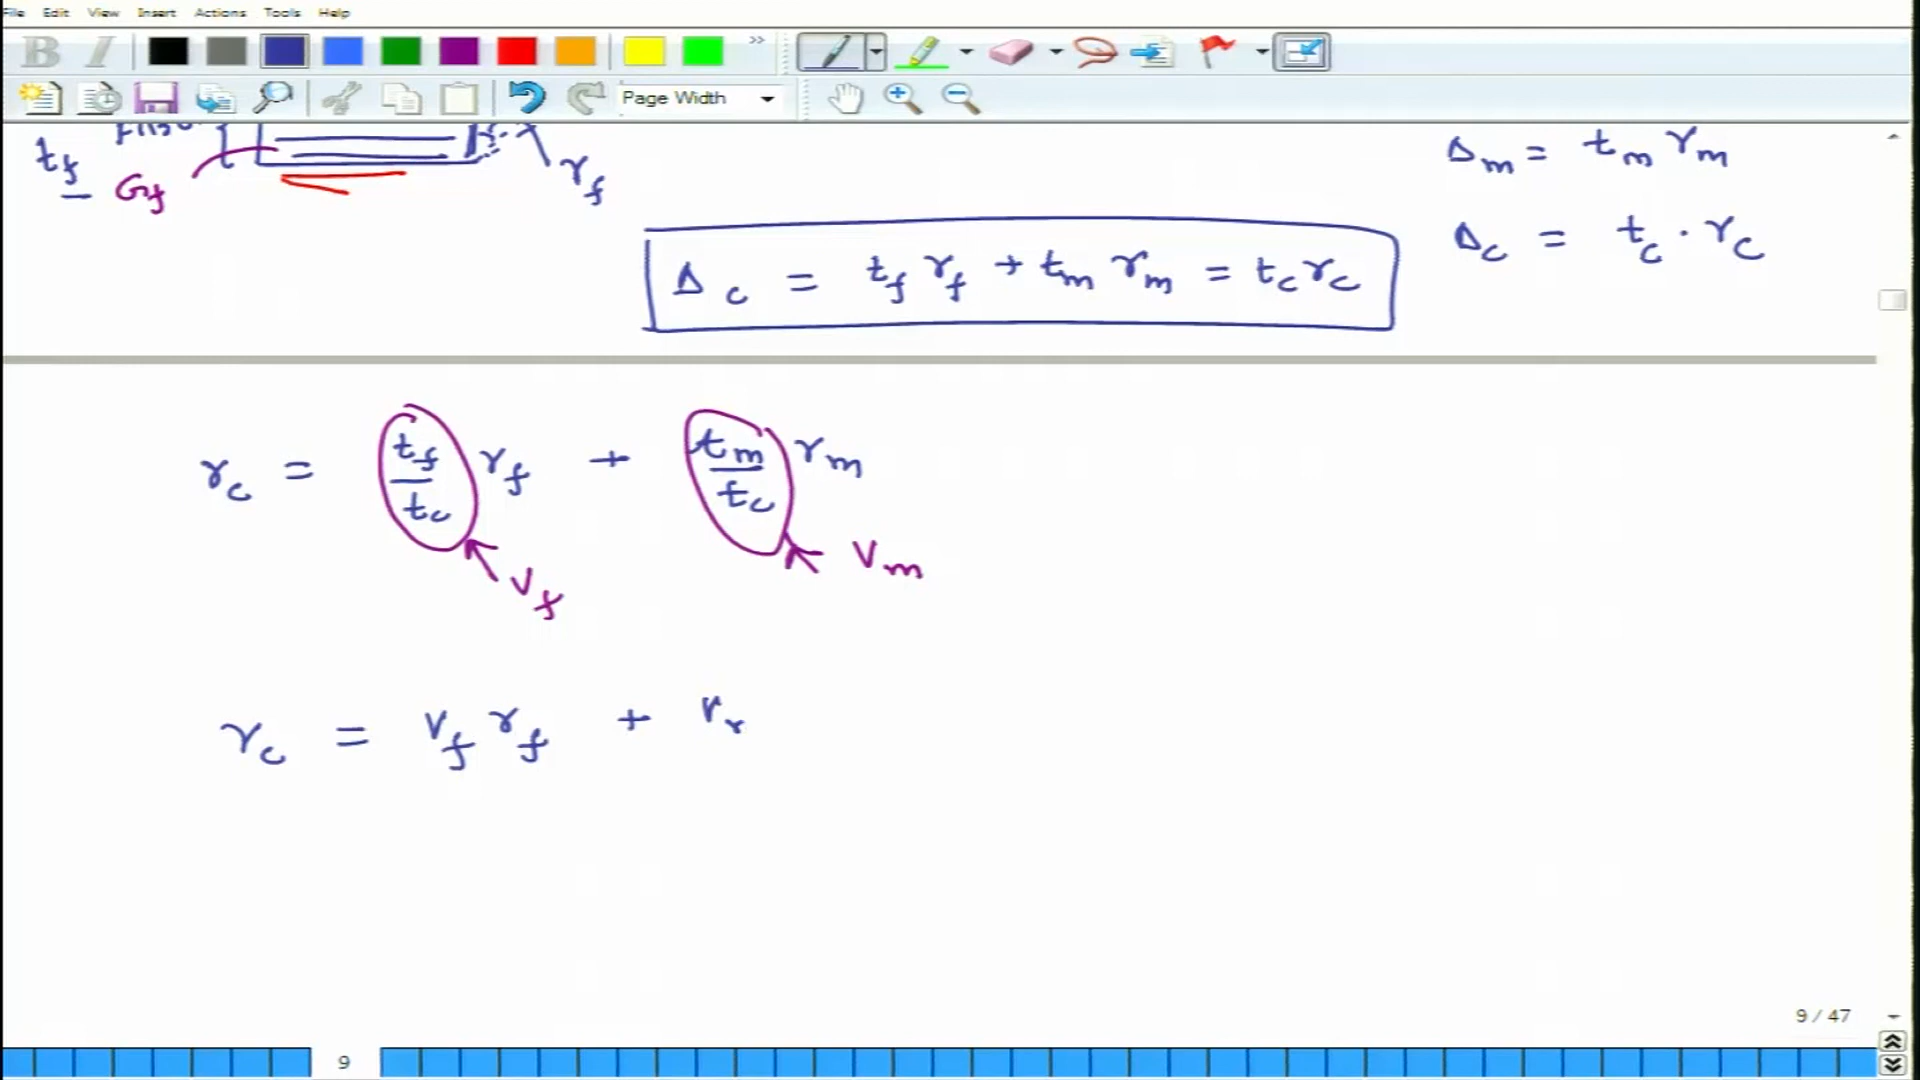 File Edit View Insert Actions Tools Help
B I
Page Width
t_f
G_f
γ_f
Δ_m = t_m γ_m
Δ_c = t_c · γ_c
Δ_c = t_f γ_f + t_m γ_m = t_c γ_c
γ_c = t_f/t_c γ_f + t_m/t_c γ_m
V_f
V_m
γ_c = V_f γ_f + V
9 / 47
9